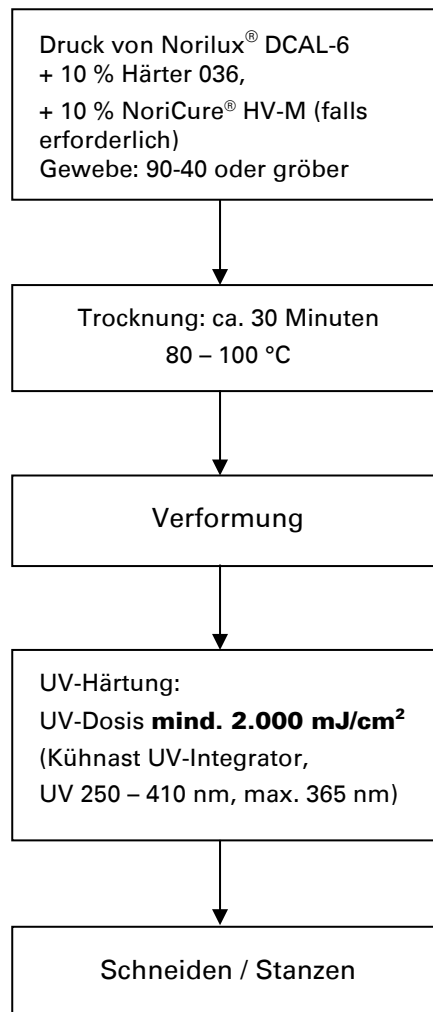 Druck von Norilux® DCAL-6
+ 10 % Härter 036,
+ 10 % NoriCure® HV-M (falls
erforderlich)
Gewebe: 90-40 oder gröber
Trocknung: ca. 30 Minuten
80 – 100 °C
Verformung
UV-Härtung:
UV-Dosis mind. 2.000 mJ/cm²
(Kühnast UV-Integrator,
UV 250 – 410 nm, max. 365 nm)
Schneiden / Stanzen